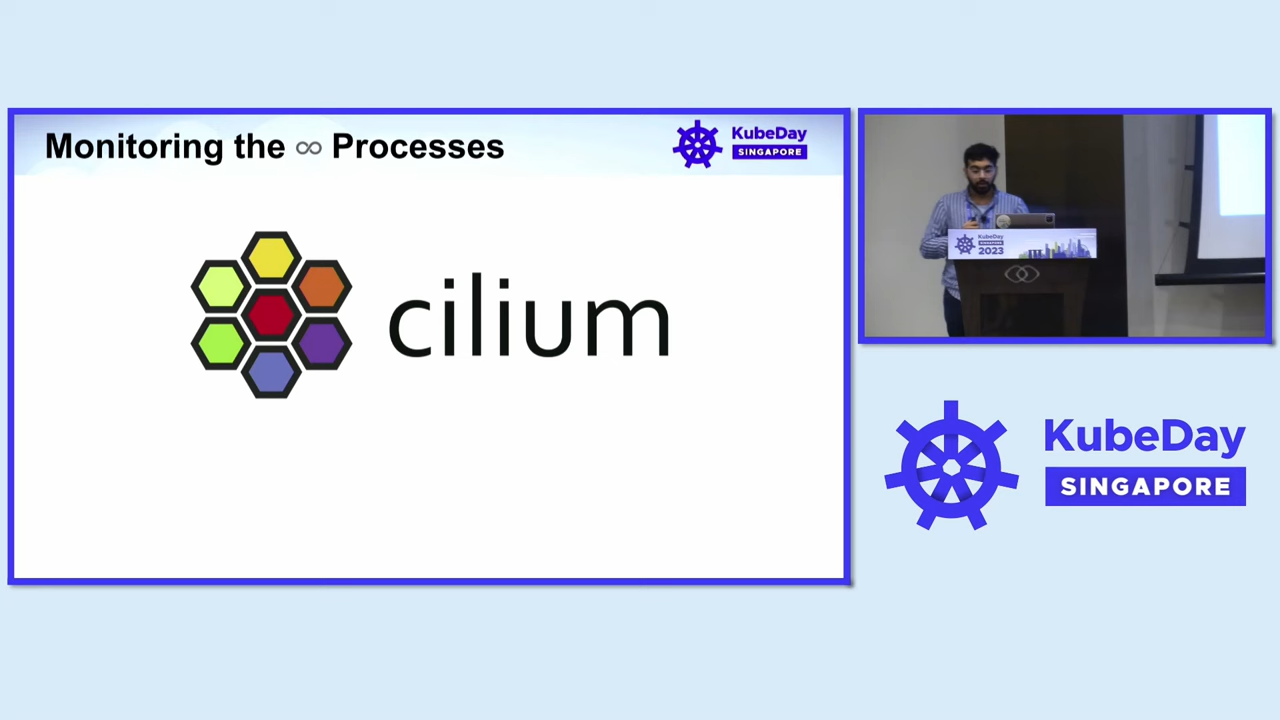 Monitoring the ∞ Processes
KubeDay
SINGAPORE
cilium
KubeDay
SINGAPORE
2023
KubeDay
SINGAPORE